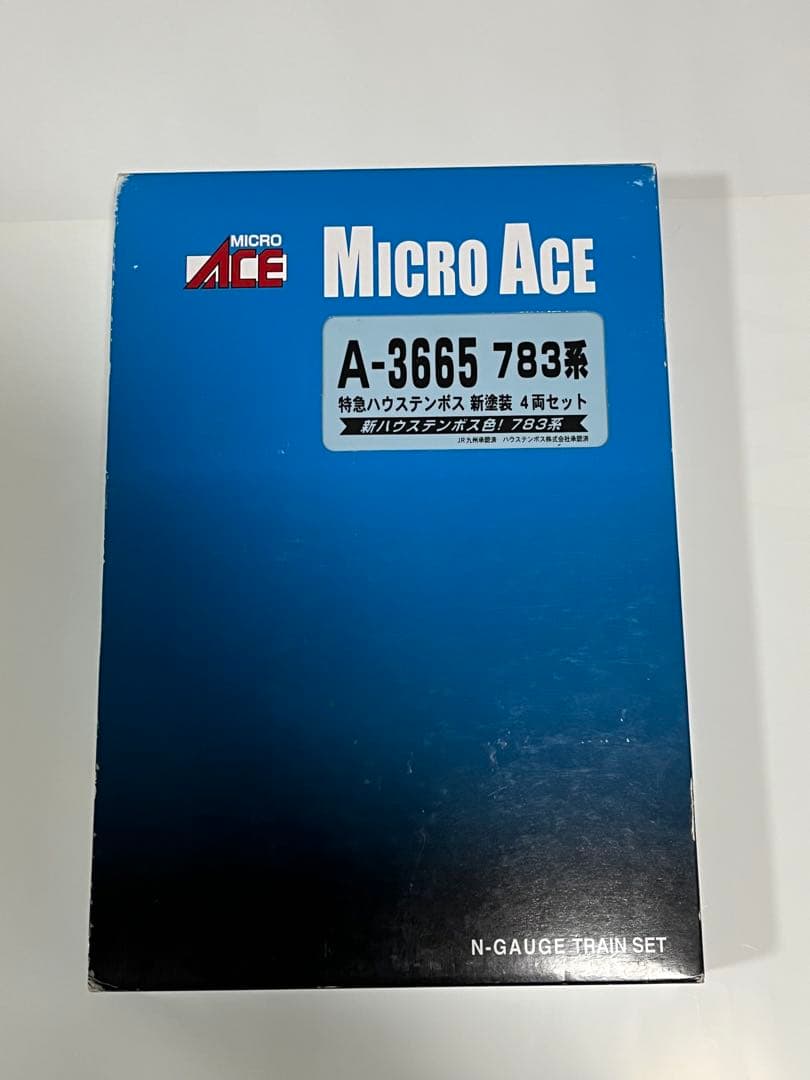 MICRO
ACE
MICRO ACE
A-3665 783系
特急ハウステンボス 新塗装 4両セット
新ハウステンボス色! 783系
JR九州承認済 ハウステンボス株式会社承認済
N-GAUGE TRAIN SET